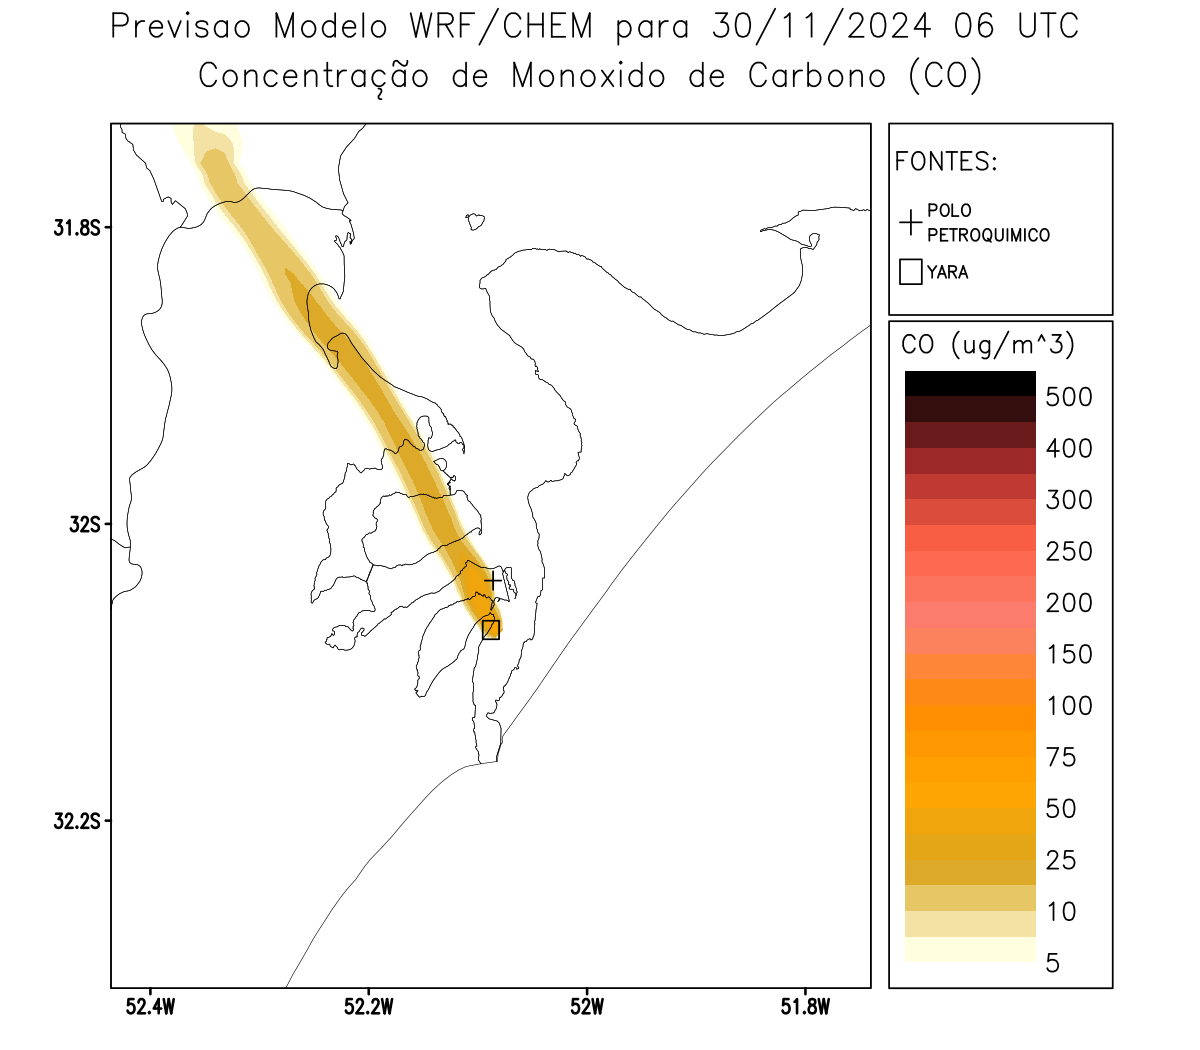 Previsao Modelo WRF/CHEM para 30/11/2024 06 UTC
Concentração de Monoxido de Carbono (CO)
FONTES:
POLO
PETROQUIMICO
YARA
CO (ug/m^3)
500
400
300
250
200
150
100
75
50
25
10
5
31.8S
32S
32.2S
52.4W
52.2W
52W
51.8W